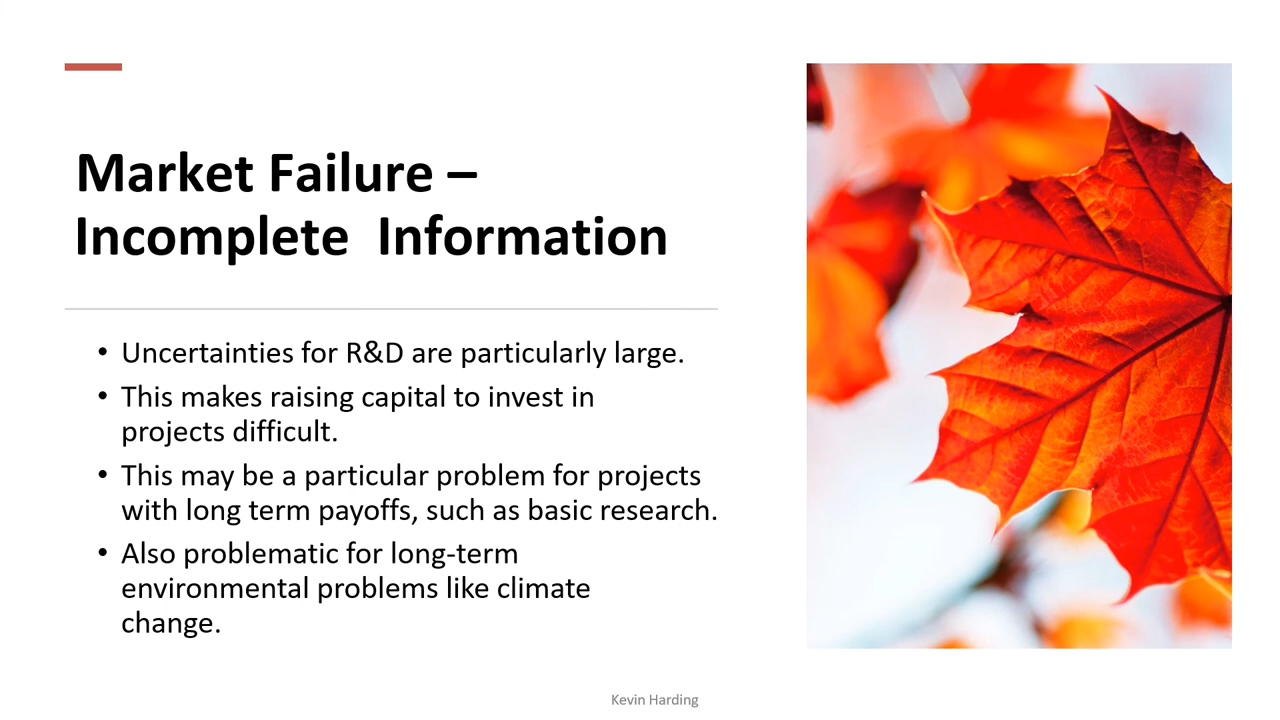 Market Failure –
Incomplete  Information
• Uncertainties for R&D are particularly large.
• This makes raising capital to invest in
projects difficult.
• This may be a particular problem for projects
with long term payoffs, such as basic research.
• Also problematic for long-term
environmental problems like climate
change.
Kevin Harding